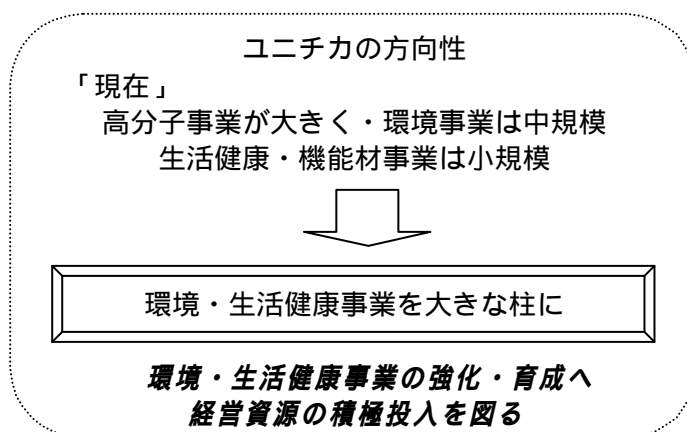 ユニチカの方向性
「現在」
高分子事業が大きく・環境事業は中規模
生活健康・機能材事業は小規模
環境・生活健康事業を大きな柱に
環境・生活健康事業の強化・育成へ
経営資源の積極投入を図る